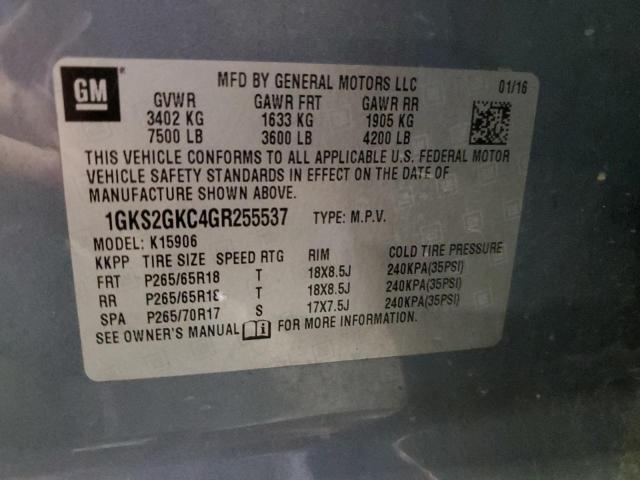 GM
MFD BY GENERAL MOTORS LLC 01/16
GVWR GAWR FRT GAWR RR
3402 KG 1633 KG 1905 KG
7500 LB 3600 LB 4200 LB
THIS VEHICLE CONFORMS TO ALL APPLICABLE U.S. FEDERAL MOTOR
VEHICLE SAFETY STANDARDS IN EFFECT ON THE DATE OF
MANUFACTURE SHOWN ABOVE.
1GKS2GKC4GR255537 TYPE: M.P.V.
MODEL: K15906
KKPP TIRE SIZE SPEED RTG RIM COLD TIRE PRESSURE
FRT P265/65R18 T 18X8.5J 240KPA(35PSI)
RR P265/65R18 T 18X8.5J 240KPA(35PSI)
SPA P265/70R17 S 17X7.5J 240KPA(35PSI)
SEE OWNER'S MANUAL FOR MORE INFORMATION.